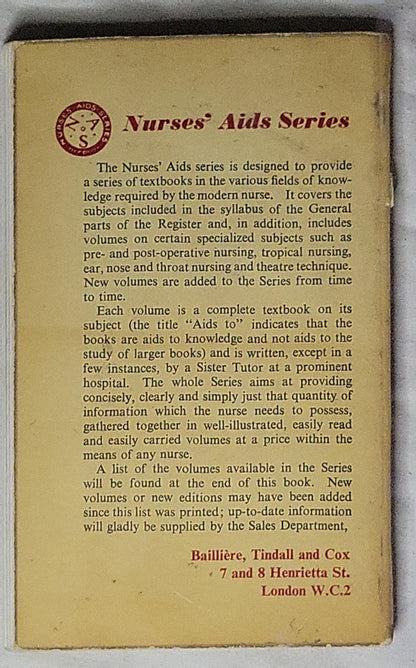 NURSES AIDS SERIES
N A S
Nurses' Aids Series
The Nurses' Aids series is designed to provide
a series of textbooks in the various fields of know-
ledge required by the modern nurse. It covers the
subjects included in the syllabus of the General
parts of the Register and, in addition, includes
volumes on certain specialized subjects such as
pre- and post-operative nursing, tropical nursing,
ear, nose and throat nursing and theatre technique.
New volumes are added to the Series from time
to time.
Each volume is a complete textbook on its
subject (the title "Aids to" indicates that the
books are aids to knowledge and not aids to the
study of larger books) and is written, except in a
few instances, by a Sister Tutor at a prominent
hospital. The whole Series aims at providing
concisely, clearly and simply just that quantity of
information which the nurse needs to possess,
gathered together in well-illustrated, easily read
and easily carried volumes at a price within the
means of any nurse.
A list of the volumes available in the Series
will be found at the end of this book. New
volumes or new editions may have been added
since this list was printed; up-to-date information
will gladly be supplied by the Sales Department,
Baillière, Tindall and Cox
7 and 8 Henrietta St.
London W.C.2